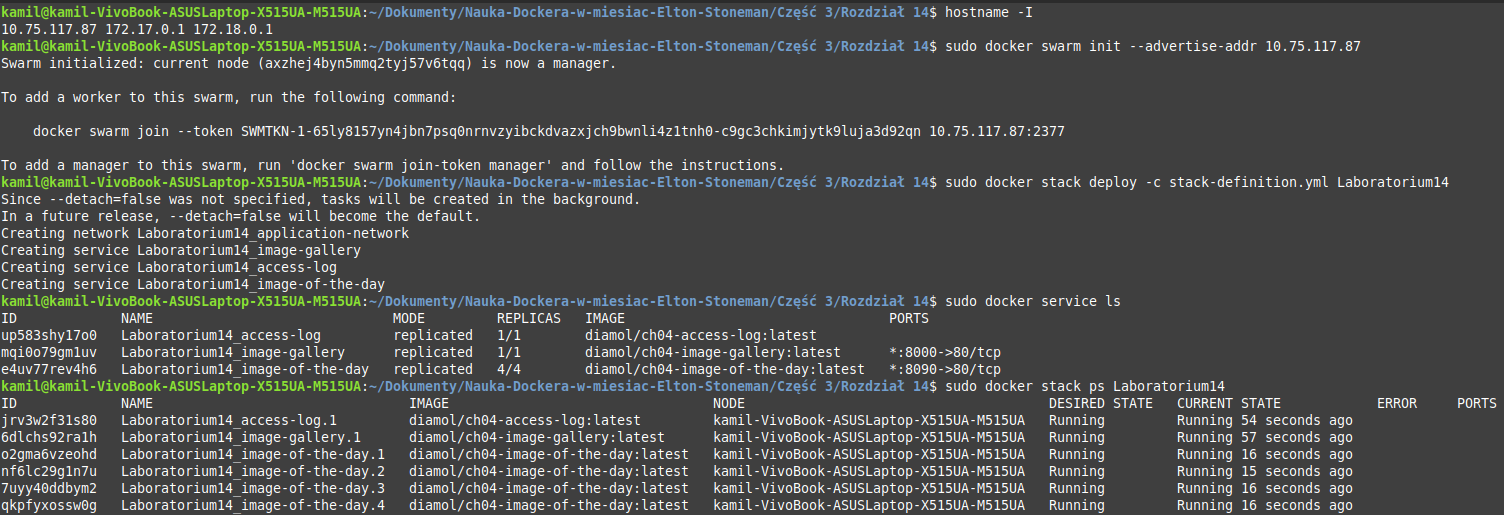 kamil@kamil-VivoBook-ASUSLaptop-X515UA-M515UA:~/Dokumenty/Nauka-Dockera-w-miesiac-Elton-Stoneman/Część 3/Rozdział 14$ hostname -I
10.75.117.87 172.17.0.1 172.18.0.1
kamil@kamil-VivoBook-ASUSLaptop-X515UA-M515UA:~/Dokumenty/Nauka-Dockera-w-miesiac-Elton-Stoneman/Część 3/Rozdział 14$ sudo docker swarm init --advertise-addr 10.75.117.87
Swarm initialized: current node (axzhej4byn5mmq2tyj57v6tqq) is now a manager.

To add a worker to this swarm, run the following command:

    docker swarm join --token SWMTKN-1-65ly8157yn4jbn7psq0nrnvzyibckdvazxjch9bwnli4z1tnh0-c9gc3chkimjytk9luja3d92qn 10.75.117.87:2377

To add a manager to this swarm, run 'docker swarm join-token manager' and follow the instructions.
kamil@kamil-VivoBook-ASUSLaptop-X515UA-M515UA:~/Dokumenty/Nauka-Dockera-w-miesiac-Elton-Stoneman/Część 3/Rozdział 14$ sudo docker stack deploy -c stack-definition.yml Laboratorium14
Since --detach=false was not specified, tasks will be created in the background.
In a future release, --detach=false will become the default.
Creating network Laboratorium14_application-network
Creating service Laboratorium14_image-gallery
Creating service Laboratorium14_access-log
Creating service Laboratorium14_image-of-the-day
kamil@kamil-VivoBook-ASUSLaptop-X515UA-M515UA:~/Dokumenty/Nauka-Dockera-w-miesiac-Elton-Stoneman/Część 3/Rozdział 14$ sudo docker service ls
ID             NAME                              MODE         REPLICAS   IMAGE                            PORTS
up583shy17o0   Laboratorium14_access-log         replicated   1/1        diamol/ch04-access-log:latest
mqi0o79gm1uv   Laboratorium14_image-gallery      replicated   1/1        diamol/ch04-image-gallery:latest      *:8000->80/tcp
e4uv77rev4h6   Laboratorium14_image-of-the-day   replicated   4/4        diamol/ch04-image-of-the-day:latest   *:8090->80/tcp
kamil@kamil-VivoBook-ASUSLaptop-X515UA-M515UA:~/Dokumenty/Nauka-Dockera-w-miesiac-Elton-Stoneman/Część 3/Rozdział 14$ sudo docker stack ps Laboratorium14
ID             NAME                                IMAGE                                 NODE                                      DESIRED STATE   CURRENT STATE            ERROR     PORTS
jrv3w2f31s80   Laboratorium14_access-log.1         diamol/ch04-access-log:latest         kamil-VivoBook-ASUSLaptop-X515UA-M515UA   Running         Running 54 seconds ago
6dlchs92ra1h   Laboratorium14_image-gallery.1      diamol/ch04-image-gallery:latest      kamil-VivoBook-ASUSLaptop-X515UA-M515UA   Running         Running 57 seconds ago
o2gma6vzeohd   Laboratorium14_image-of-the-day.1   diamol/ch04-image-of-the-day:latest   kamil-VivoBook-ASUSLaptop-X515UA-M515UA   Running         Running 16 seconds ago
nf6lc29g1n7u   Laboratorium14_image-of-the-day.2   diamol/ch04-image-of-the-day:latest   kamil-VivoBook-ASUSLaptop-X515UA-M515UA   Running         Running 15 seconds ago
7uyy40ddbym2   Laboratorium14_image-of-the-day.3   diamol/ch04-image-of-the-day:latest   kamil-VivoBook-ASUSLaptop-X515UA-M515UA   Running         Running 16 seconds ago
qkpfyxossw0g   Laboratorium14_image-of-the-day.4   diamol/ch04-image-of-the-day:latest   kamil-VivoBook-ASUSLaptop-X515UA-M515UA   Running         Running 16 seconds ago